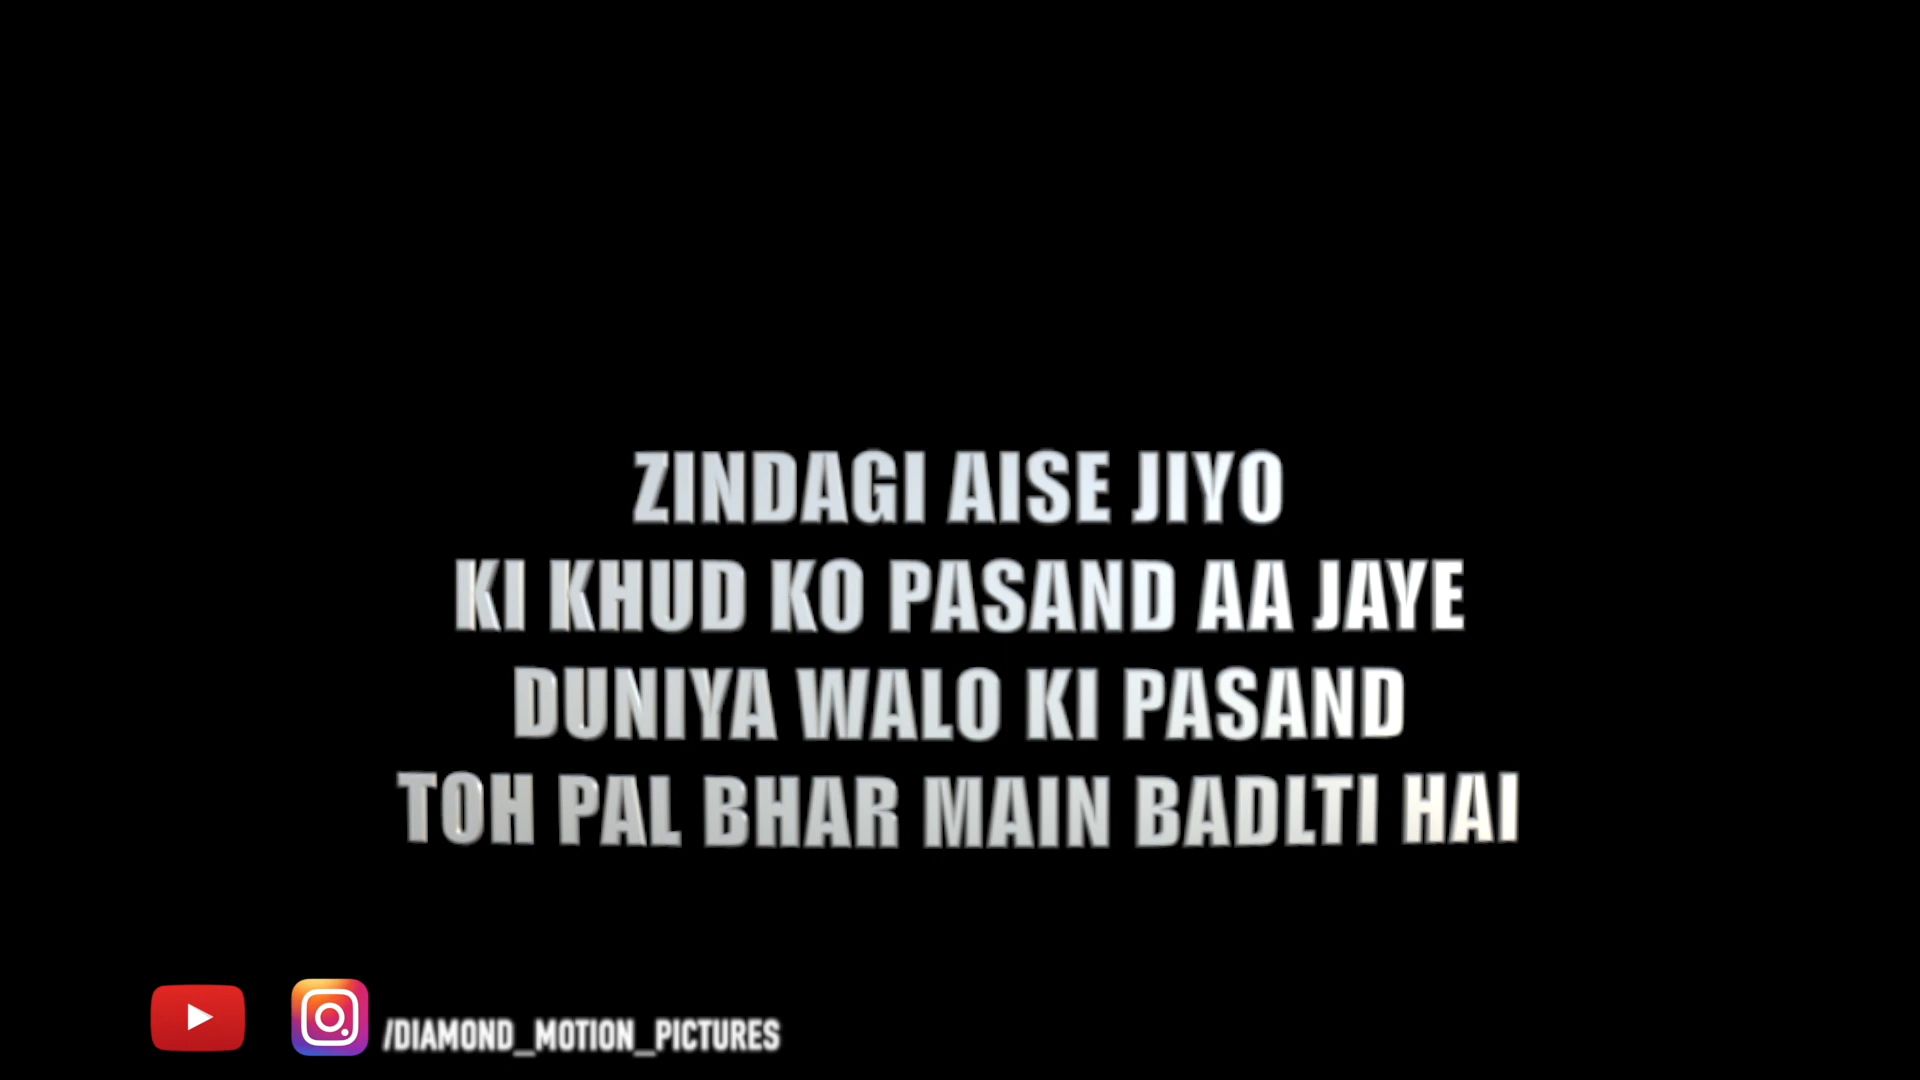 ZINDAGI AISE JIYO
KI KHUD KO PASAND AA JAYE
DUNIYA WALO KI PASAND
TOH PAL BHAR MAIN BADLTI HAI
/DIAMOND_MOTION_PICTURES